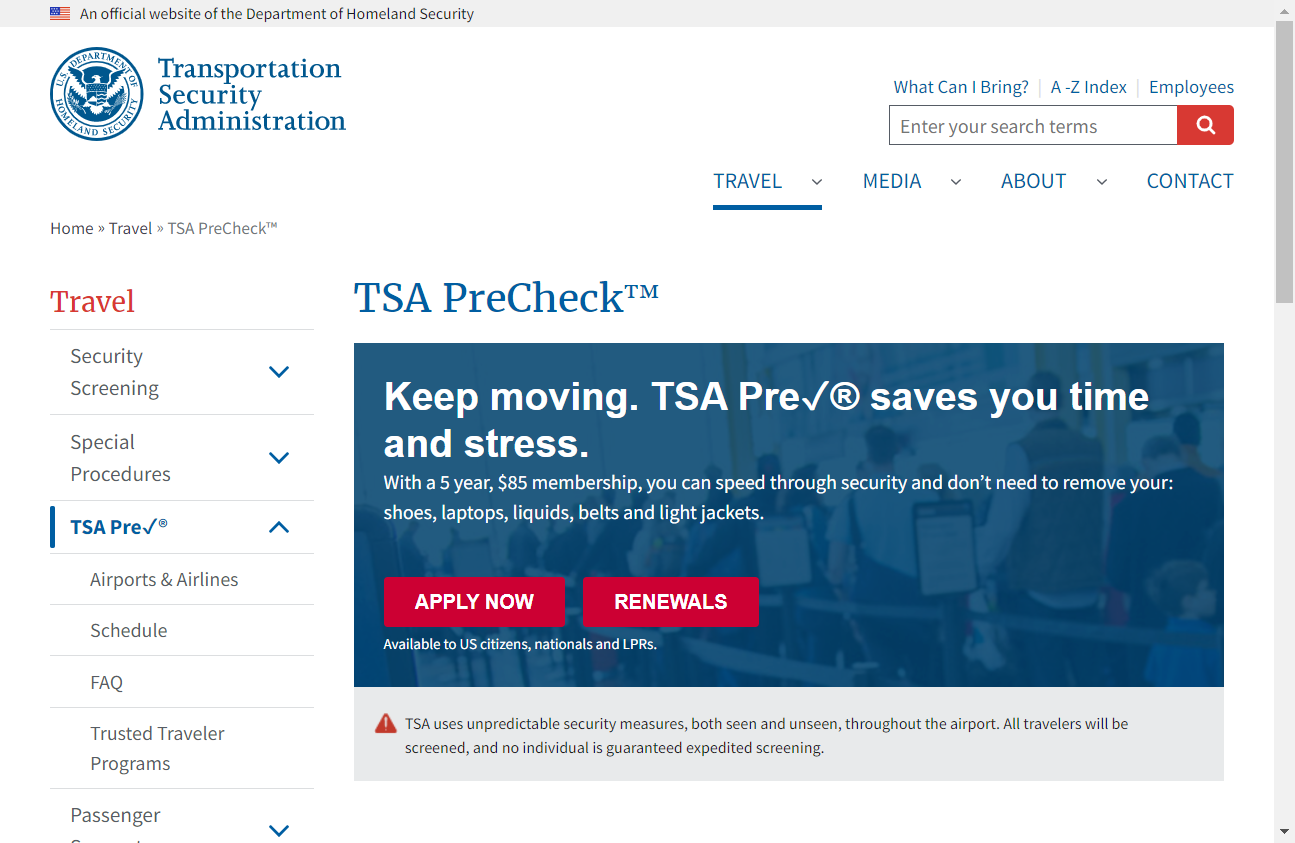 An official website of the Department of Homeland Security
U.S. DEPARTMENT OF HOMELAND SECURITY
Transportation
Security
Administration
What Can I Bring?
A -Z Index
Employees
Enter your search terms
TRAVEL
MEDIA
ABOUT
CONTACT
Home » Travel » TSA PreCheck™
Travel
Security
Screening
Special
Procedures
TSA Pre✓®
Airports & Airlines
Schedule
FAQ
Trusted Traveler
Programs
Passenger
TSA PreCheck™
Keep moving. TSA Pre✓® saves you time
and stress.
With a 5 year, $85 membership, you can speed through security and don’t need to remove your:
shoes, laptops, liquids, belts and light jackets.
APPLY NOW
RENEWALS
Available to US citizens, nationals and LPRs.
TSA uses unpredictable security measures, both seen and unseen, throughout the airport. All travelers will be
screened, and no individual is guaranteed expedited screening.